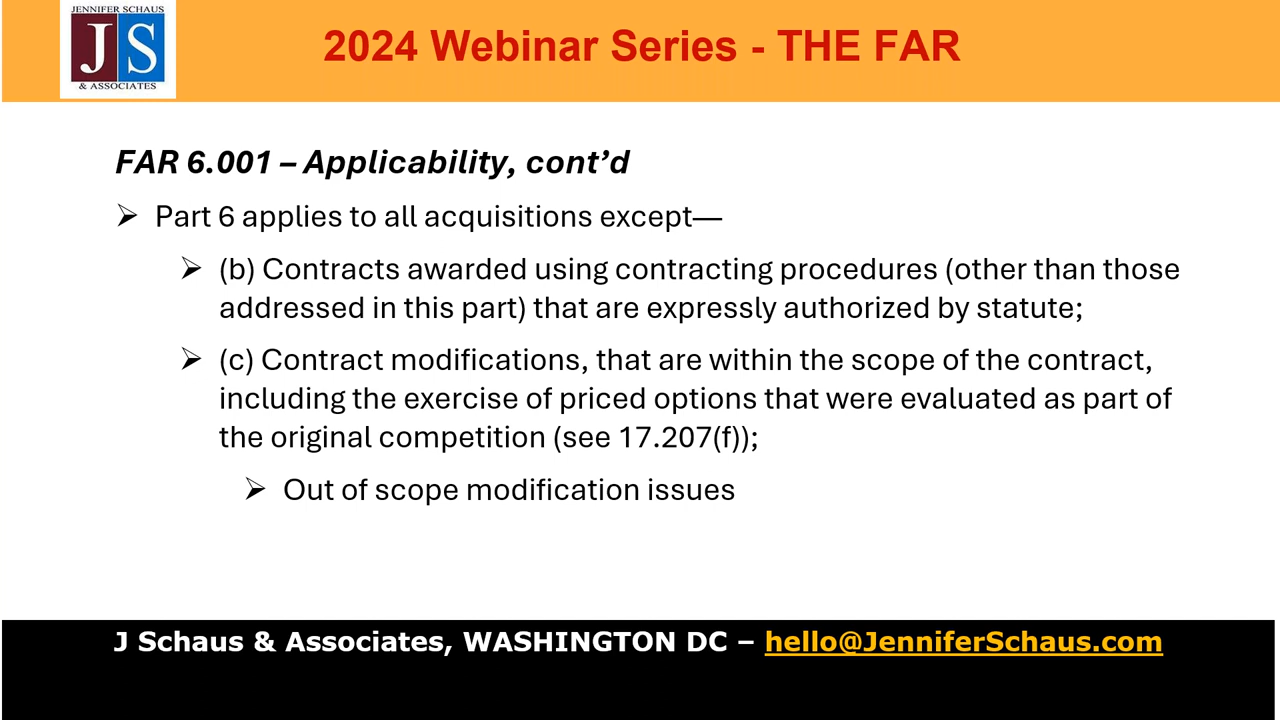 JENNIFER SCHAUS
J S
& ASSOCIATES
2024 Webinar Series - THE FAR
FAR 6.001 – Applicability, cont’d
Part 6 applies to all acquisitions except—
(b) Contracts awarded using contracting procedures (other than those
addressed in this part) that are expressly authorized by statute;
(c) Contract modifications, that are within the scope of the contract,
including the exercise of priced options that were evaluated as part of
the original competition (see 17.207(f));
Out of scope modification issues
J Schaus & Associates, WASHINGTON DC – hello@JenniferSchaus.com